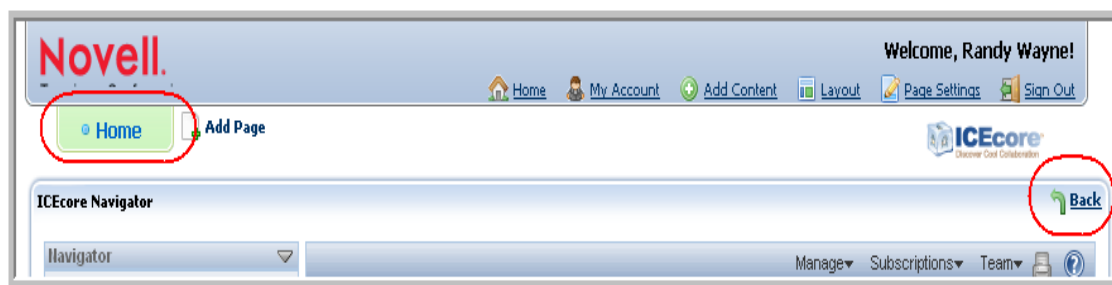 Novell.
Welcome, Randy Wayne!
Home My Account Add Content Layout Page Settings Sign Out
Home Add Page
ICEcore
Discover Cool Collaboration
ICEcore Navigator Back
Navigator
Manage Subscriptions Team